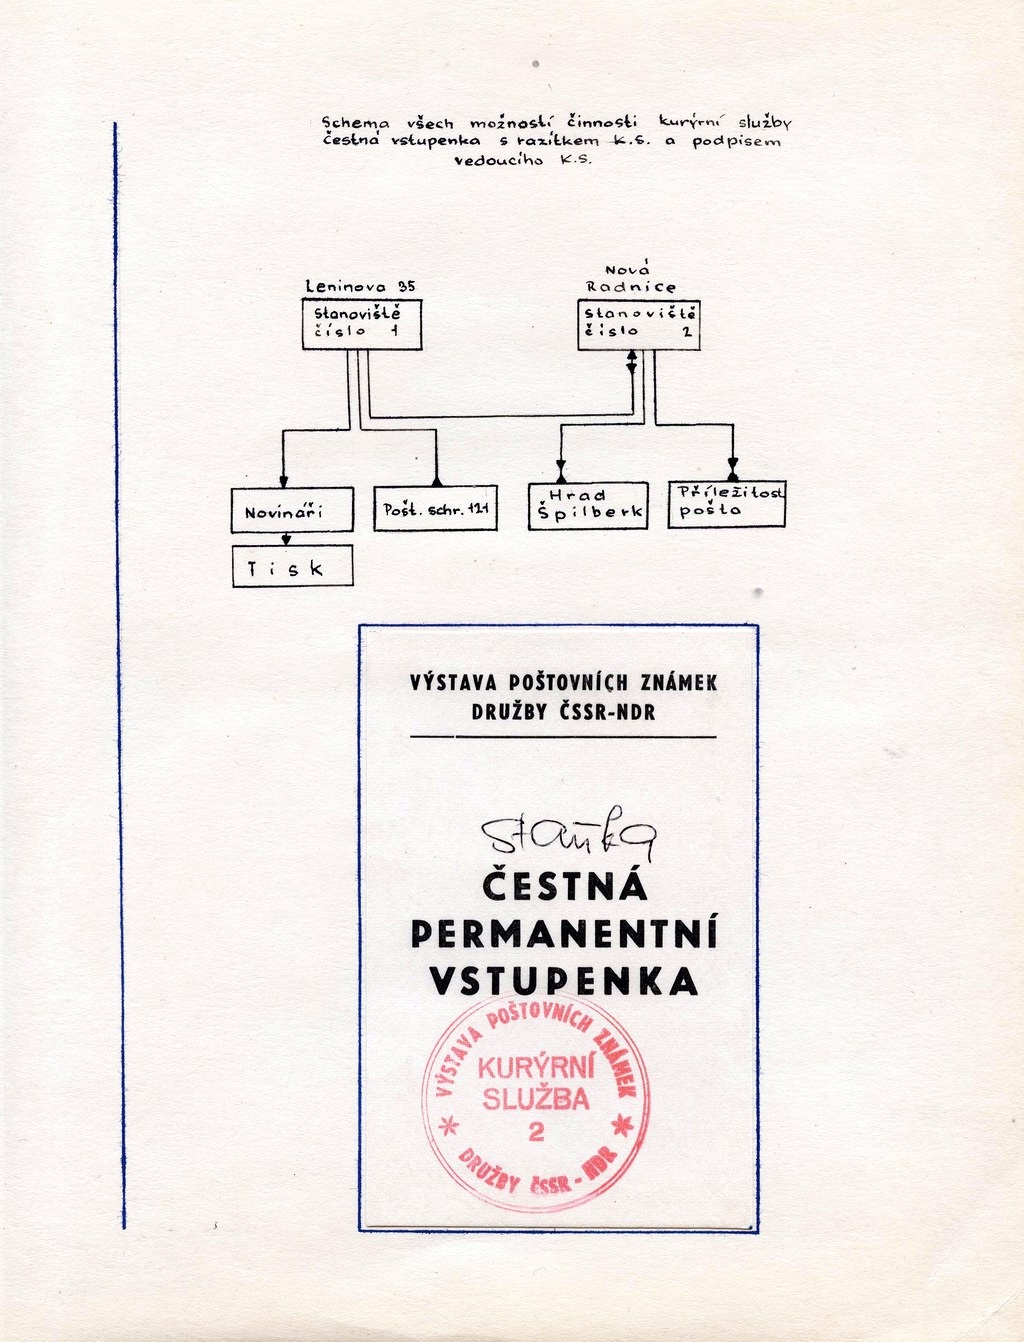 Schema všech možností činnosti kurýrní služby
čestná vstupenka s razítkem K.S. a podpisem
vedoucího K.S.
Leninova 35
Stanoviště
číslo 1
Nová
Radnice
Stanoviště
číslo 2
Novináři
Tisk
Pošt. schr. 121
Hrad
Špilberk
Příležitost
pošta
VÝSTAVA POŠTOVNÍCH ZNÁMEK
DRUŽBY ČSSR-NDR
ČESTNÁ
PERMANENTNÍ
VSTUPENKA
VÝSTAVA POŠTOVNÍCH ZNÁMEK
KURÝRNÍ
SLUŽBA
2
* DRUŽBY ČSSR - NDR *